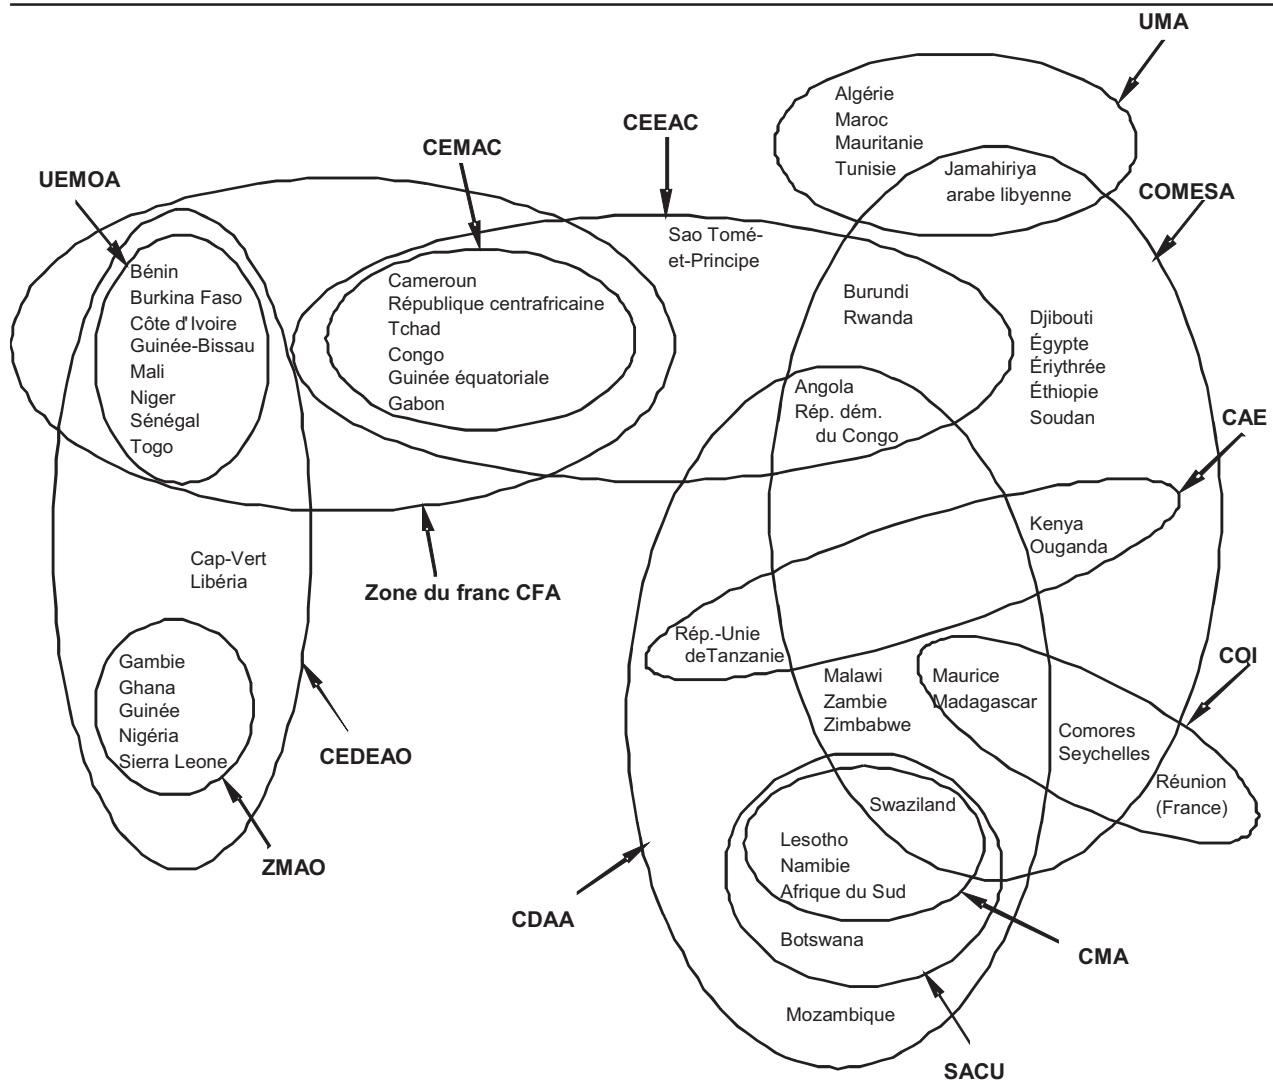 UMA
Algérie
Maroc
Mauritanie
Tunisie
Jamahiriya
arabe libyenne
COMESA
CEEAC
CEMAC
UEMOA
Sao Tomé-
et-Principe
Bénin
Burkina Faso
Côte d'Ivoire
Guinée-Bissau
Mali
Niger
Sénégal
Togo
Cameroun
République centrafricaine
Tchad
Congo
Guinée équatoriale
Gabon
Burundi
Rwanda
Djibouti
Égypte
Ériythrée
Éthiopie
Soudan
Angola
Rép. dém.
du Congo
CAE
Kenya
Ouganda
Cap-Vert
Libéria
Zone du franc CFA
Rép.-Unie
deTanzanie
Gambie
Ghana
Guinée
Nigéria
Sierra Leone
CEDEAO
ZMAO
Malawi
Zambie
Zimbabwe
Maurice
Madagascar
COI
Comores
Seychelles
Réunion
(France)
Swaziland
Lesotho
Namibie
Afrique du Sud
CDAA
Botswana
CMA
Mozambique
SACU